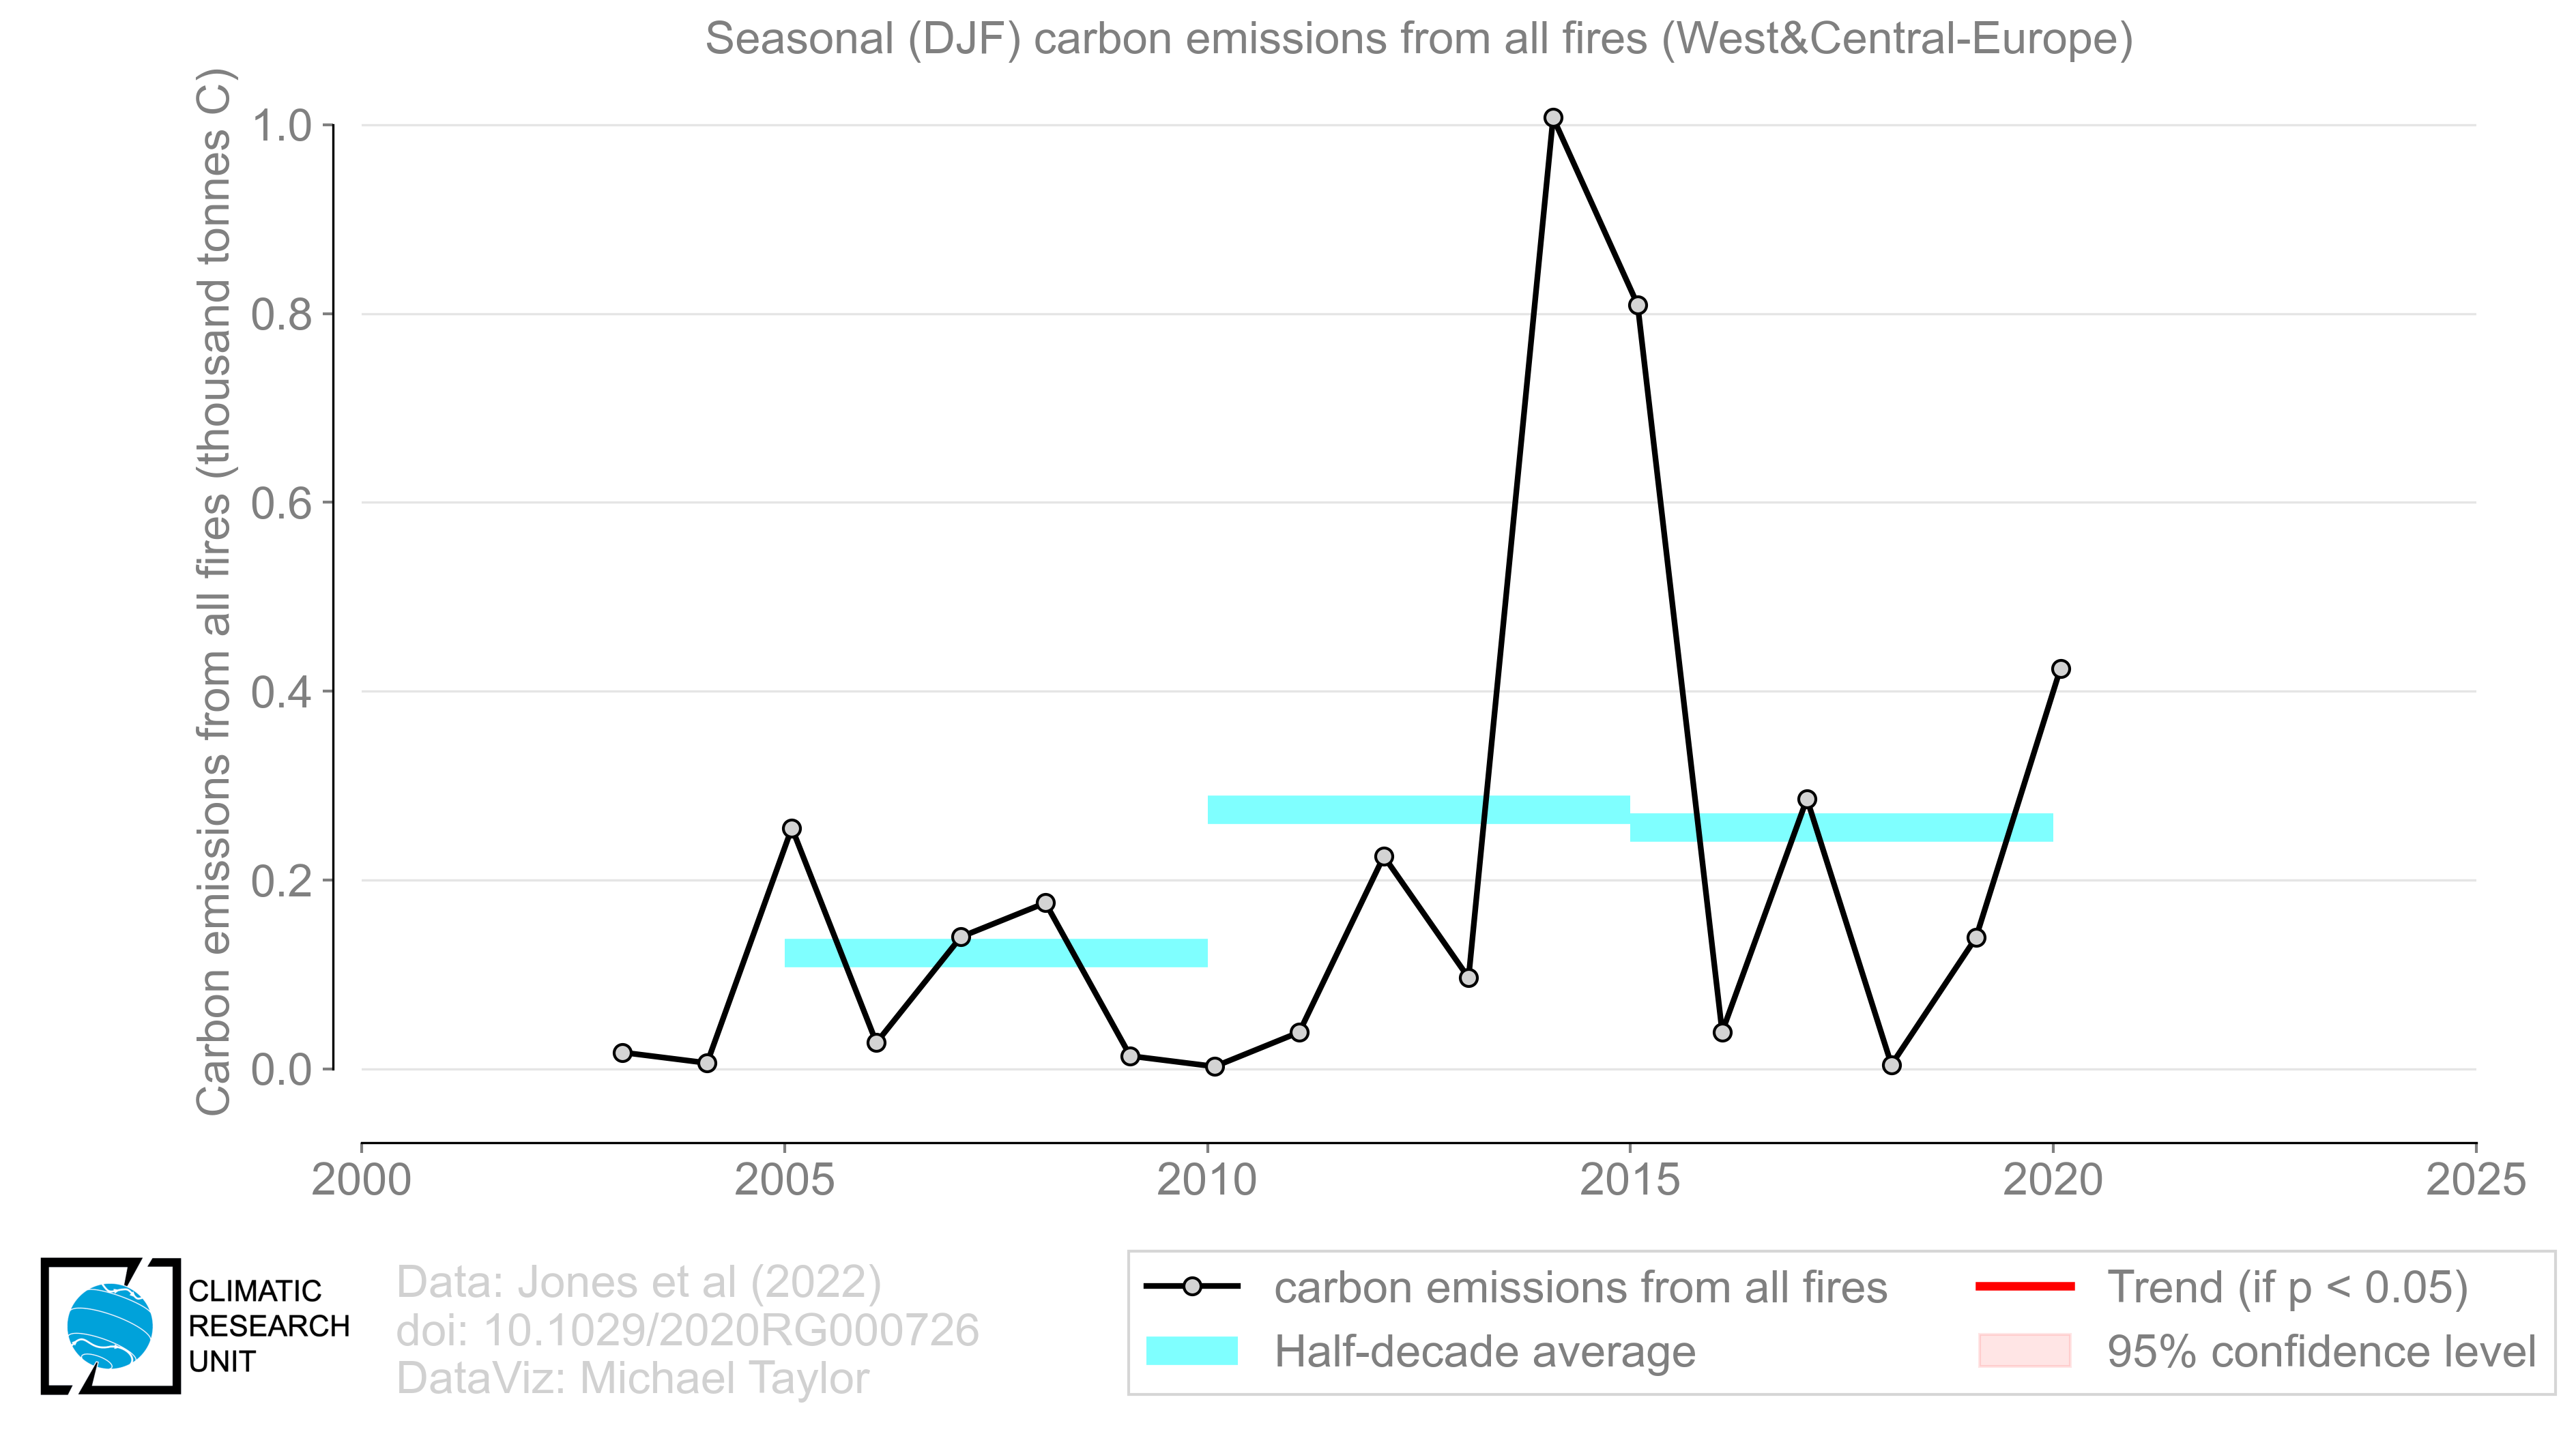 Seasonal (DJF) carbon emissions from all fires (West&Central-Europe)
Carbon emissions from all fires (thousand tonnes C)
1.0
0.8
0.6
0.4
0.2
0.0
2000 2005 2010 2015 2020 2025
CLIMATIC
RESEARCH
UNIT
Data: Jones et al (2022)
doi: 10.1029/2020RG000726
DataViz: Michael Taylor
carbon emissions from all fires
Half-decade average
Trend (if p < 0.05)
95% confidence level